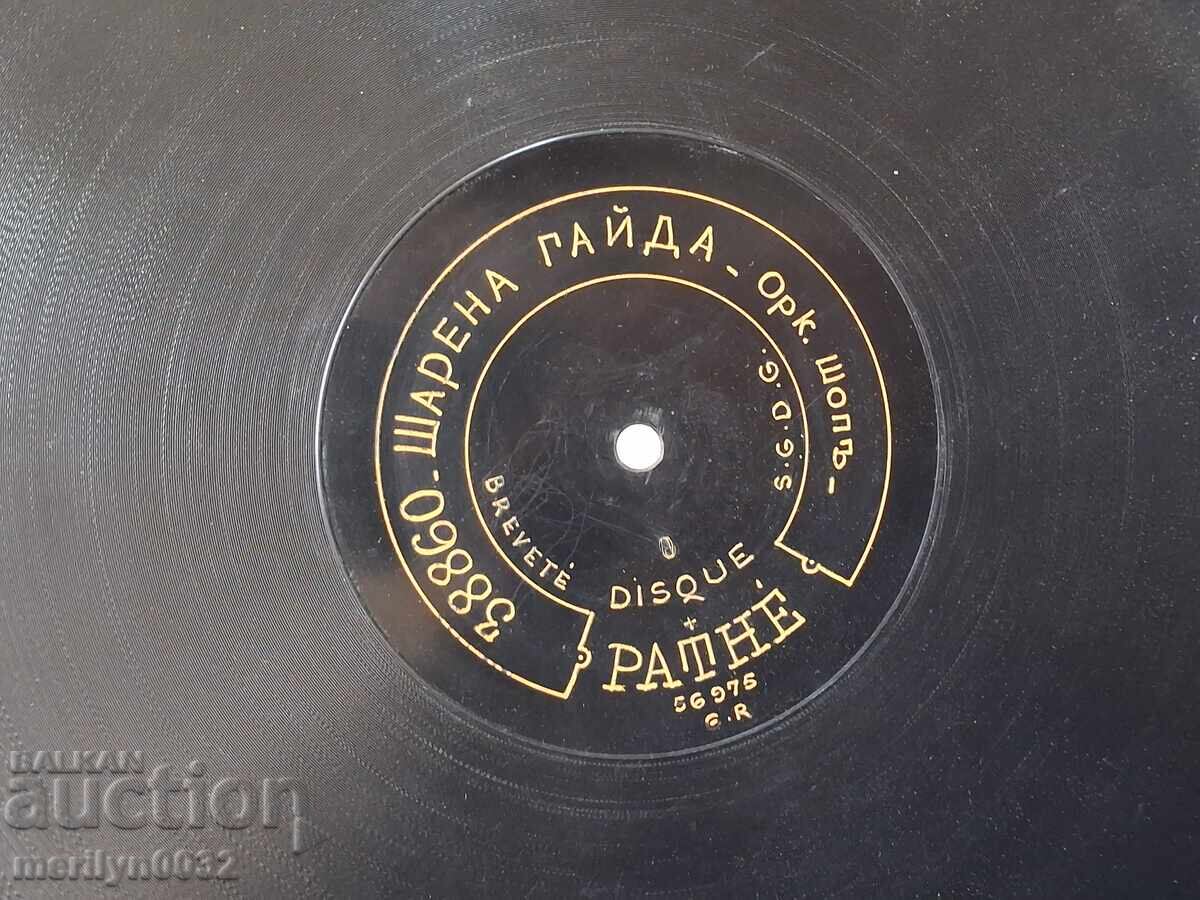 38860 - ШАРЕНА ГАЙДА - Орк. шопъ -
BREVETÉ
S.G.D.G.
DISQUE
PATHÉ
56975
G.R
BALKAN
auction
merilyn0032